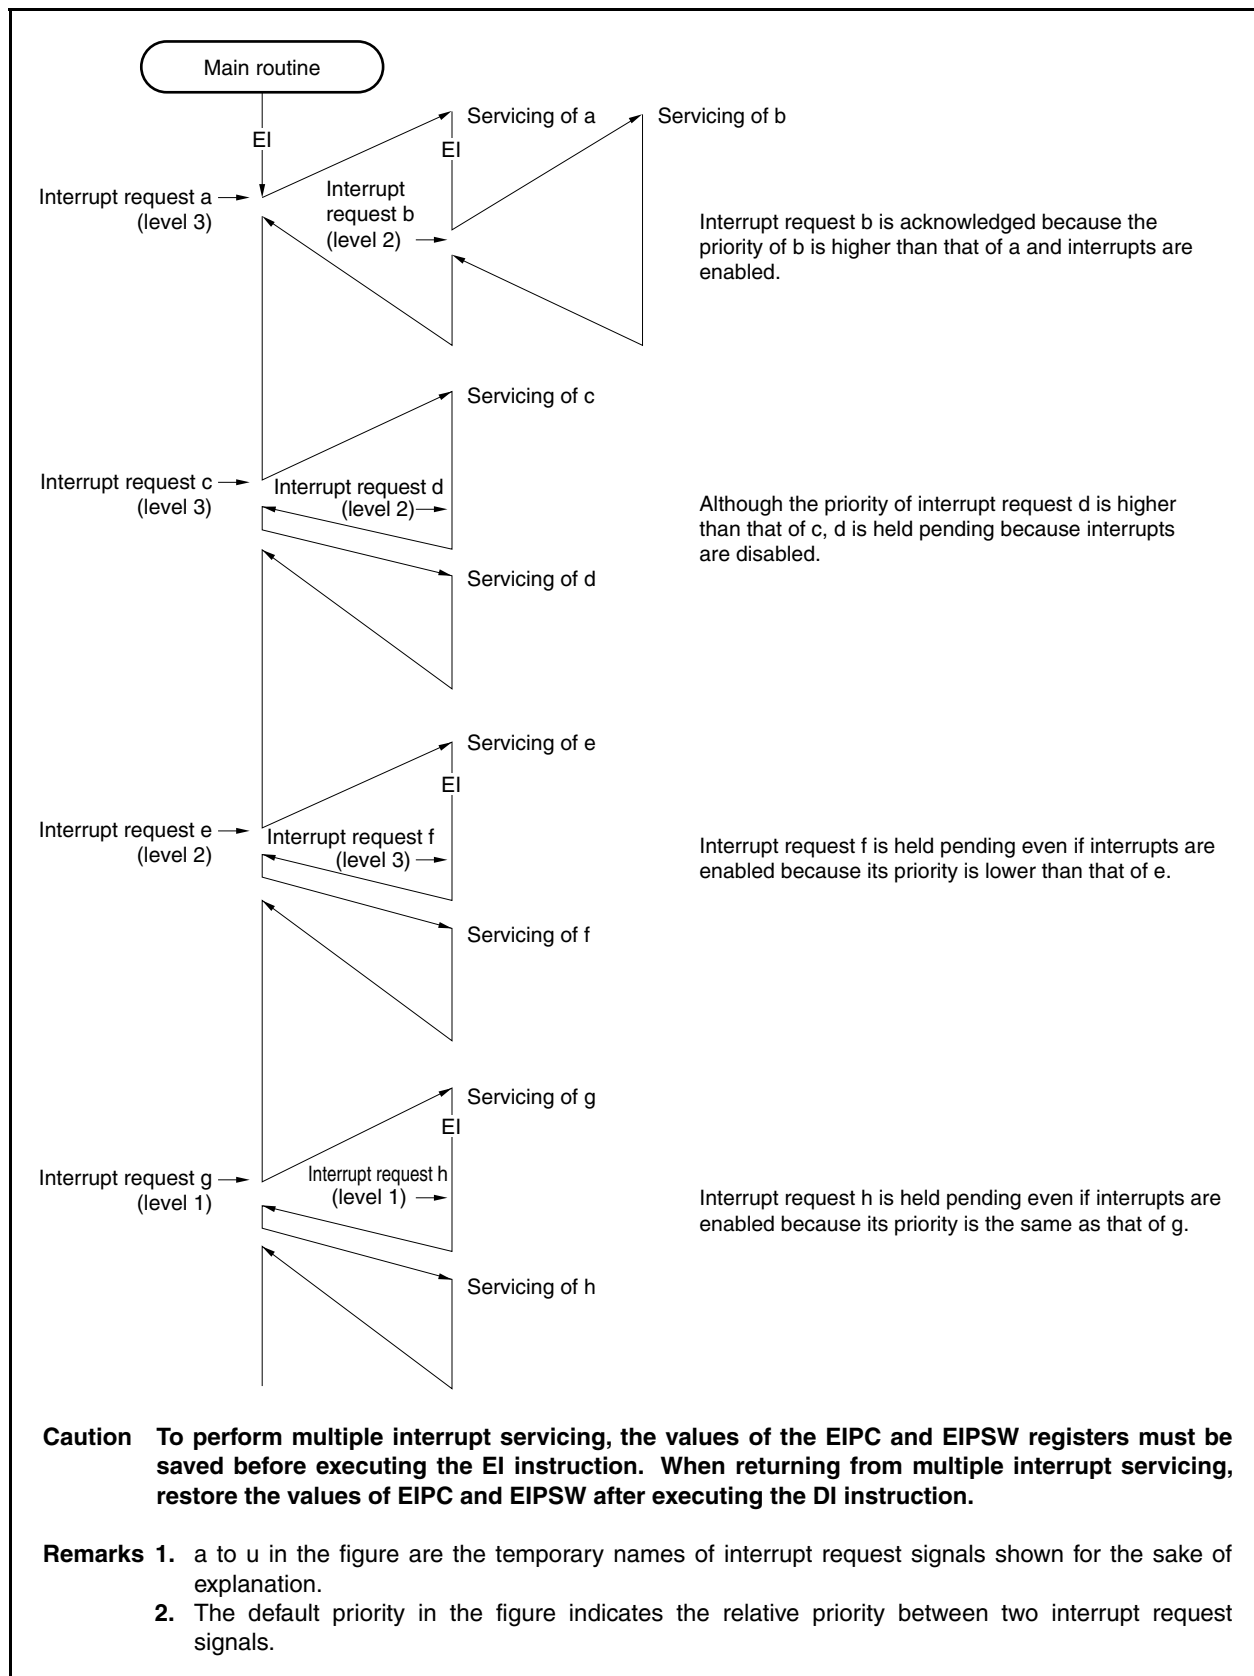 Main routine
EI
Servicing of a
Servicing of b
EI
Interrupt request a
(level 3)
Interrupt
request b
(level 2)
Interrupt request b is acknowledged because the
priority of b is higher than that of a and interrupts are
enabled.
Servicing of c
Interrupt request c
(level 3)
Interrupt request d
(level 2)
Although the priority of interrupt request d is higher
than that of c, d is held pending because interrupts
are disabled.
Servicing of d
Servicing of e
EI
Interrupt request e
(level 2)
Interrupt request f
(level 3)
Interrupt request f is held pending even if interrupts are
enabled because its priority is lower than that of e.
Servicing of f
Servicing of g
EI
Interrupt request g
(level 1)
Interrupt request h
(level 1)
Interrupt request h is held pending even if interrupts are
enabled because its priority is the same as that of g.
Servicing of h
Caution To perform multiple interrupt servicing, the values of the EIPC and EIPSW registers must be
saved before executing the EI instruction. When returning from multiple interrupt servicing,
restore the values of EIPC and EIPSW after executing the DI instruction.
Remarks 1. a to u in the figure are the temporary names of interrupt request signals shown for the sake of
explanation.
2. The default priority in the figure indicates the relative priority between two interrupt request
signals.